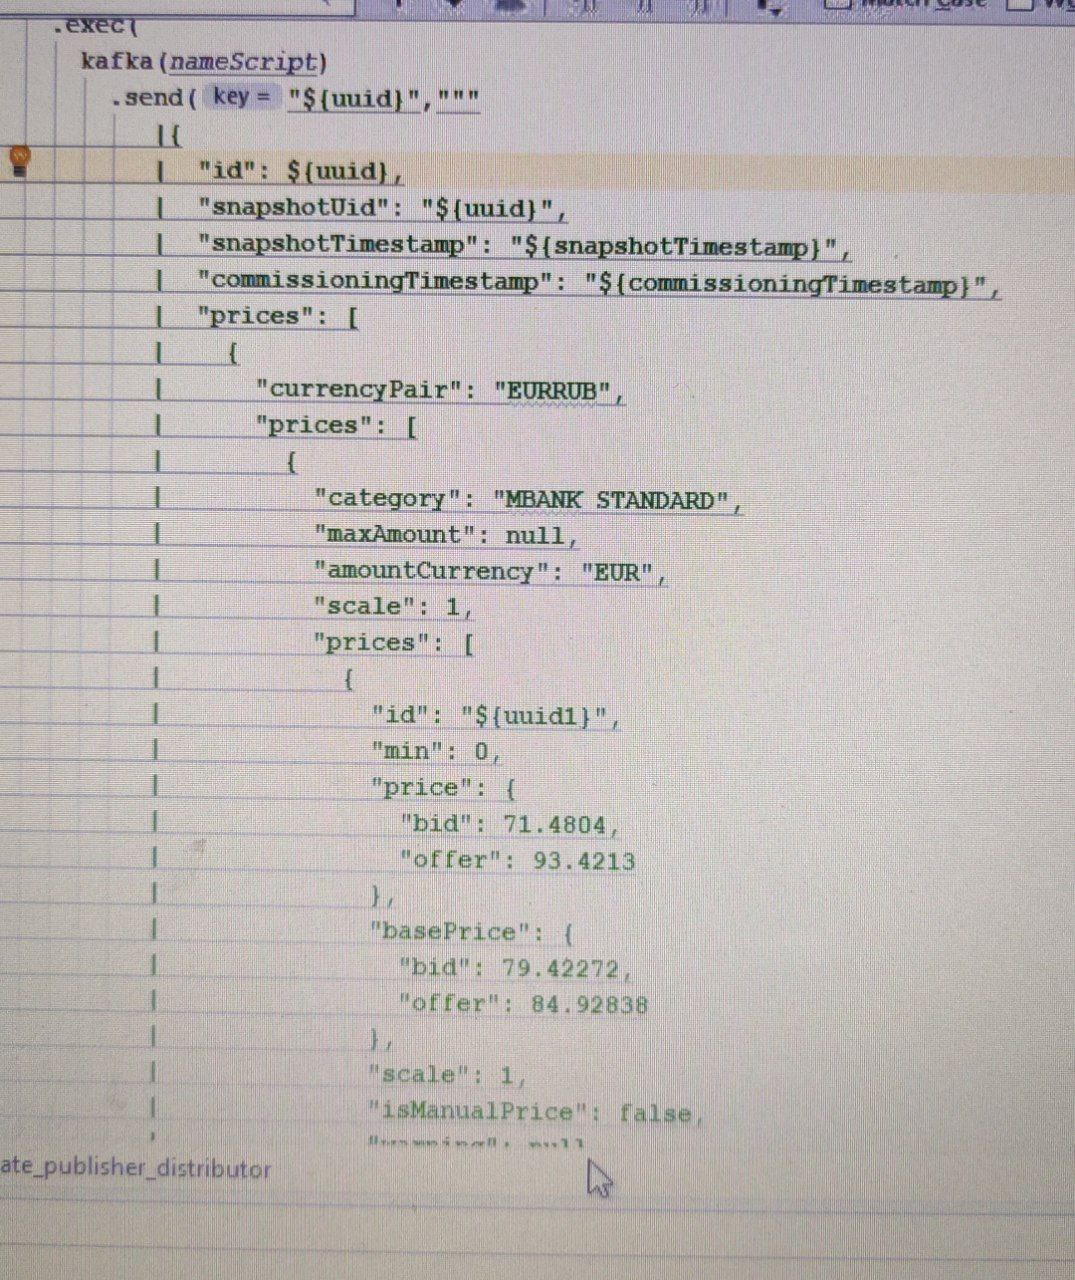 Match Case
.exec(
kafka(nameScript)
.send( key = "${uuid}","""
|{
| "id": ${uuid},
| "snapshotUid": "${uuid}",
| "snapshotTimestamp": "${snapshotTimestamp}",
| "commissioningTimestamp": "${commissioningTimestamp}",
| "prices": [
| {
| "currencyPair": "EURRUB",
| "prices": [
| {
| "category": "MBANK STANDARD",
| "maxAmount": null,
| "amountCurrency": "EUR",
| "scale": 1,
| "prices": [
| {
| "id": "${uuid1}",
| "min": 0,
| "price": {
| "bid": 71.4804,
| "offer": 93.4213
| },
| "basePrice": {
| "bid": 79.42272,
| "offer": 84.92838
| },
| "scale": 1,
| "isManualPrice": false,
ate_publisher_distributor